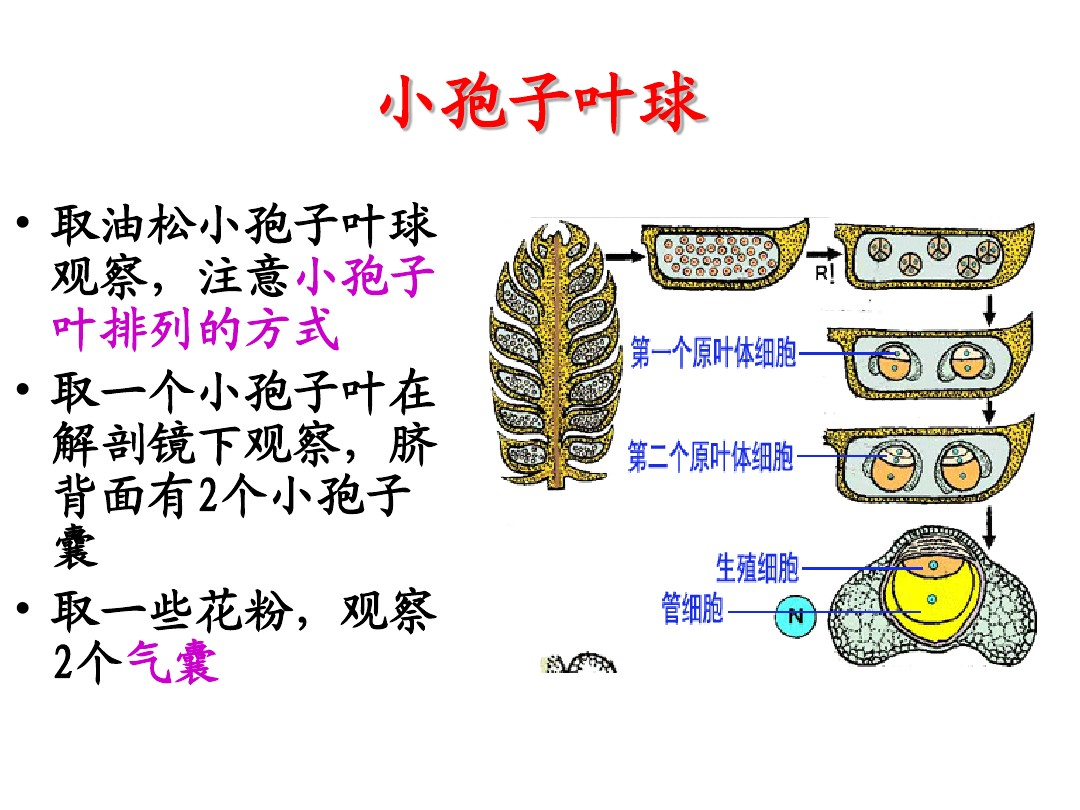 小孢子叶球
• 取油松小孢子叶球
观察，注意小孢子
叶排列的方式
• 取一个小孢子叶在
解剖镜下观察，脐
背面有2个小孢子
囊
• 取一些花粉，观察
2个气囊
R!
第一个原叶体细胞
第二个原叶体细胞
生殖细胞
管细胞
N